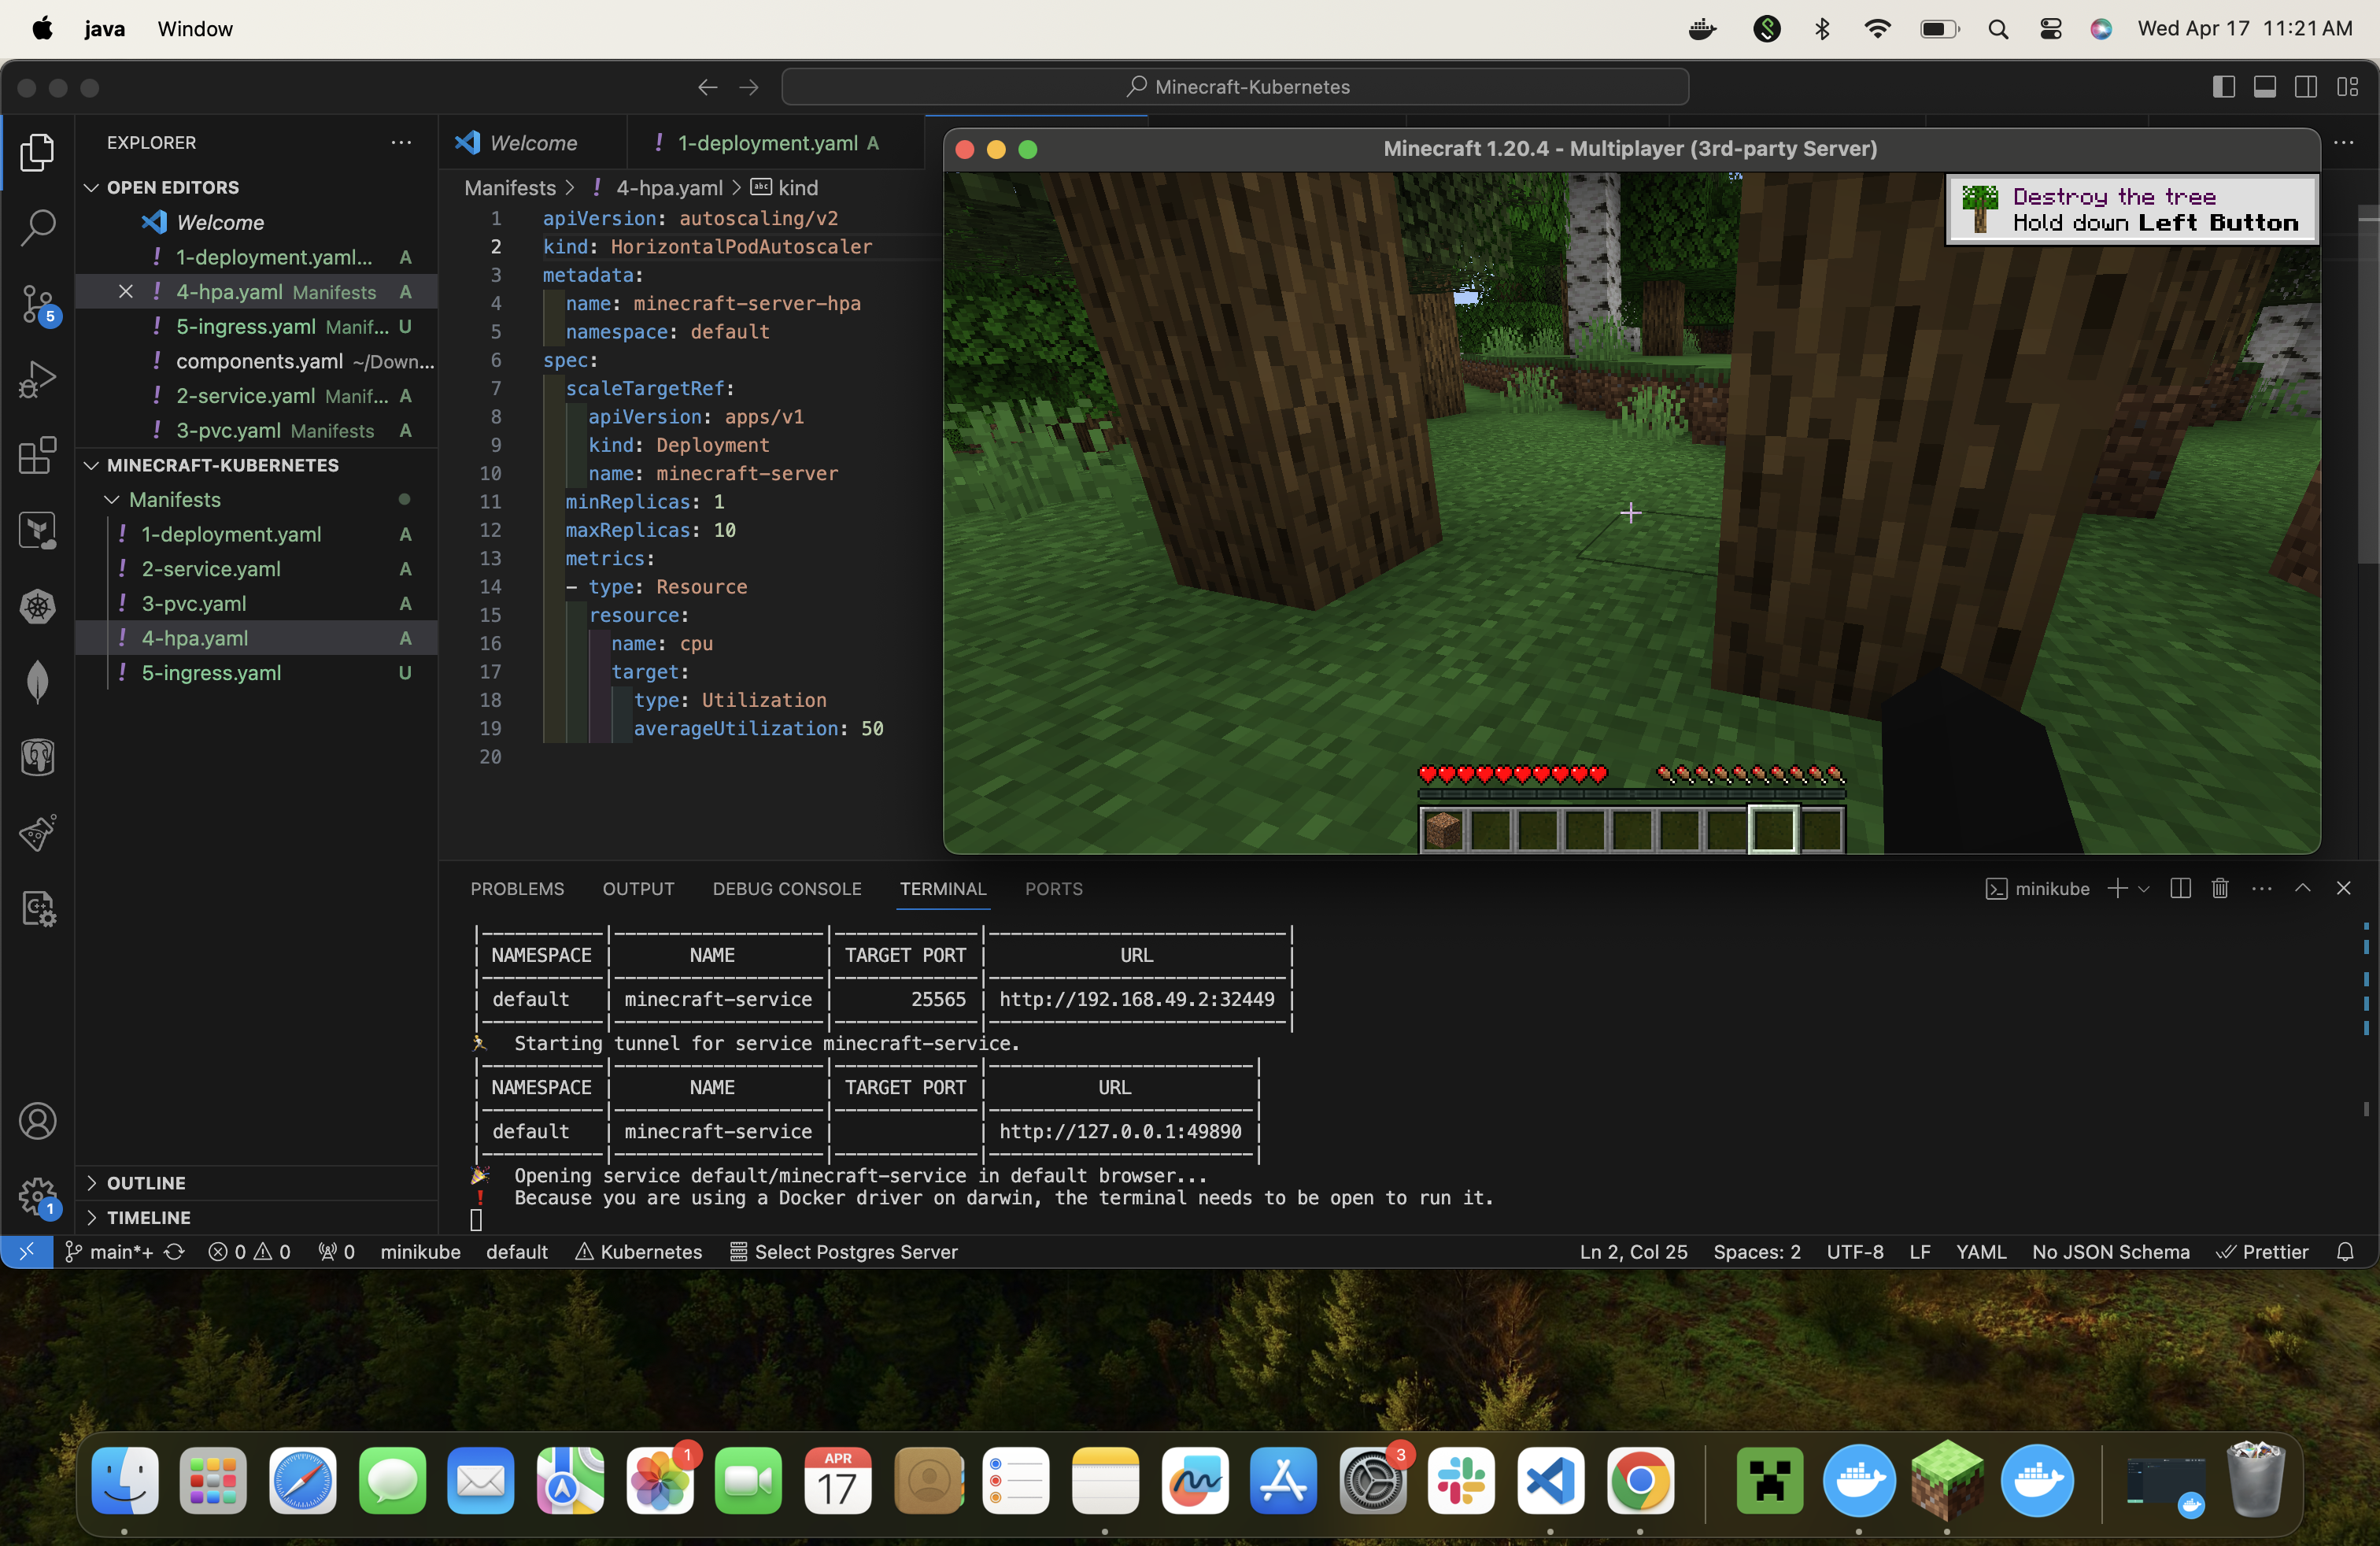 java Window Wed Apr 17 11:21 AM
Minecraft-Kubernetes
EXPLORER
OPEN EDITORS
Welcome
1-deployment.yaml... A
4-hpa.yaml Manifests A
5-ingress.yaml Manif... U
components.yaml ~/Down...
2-service.yaml Manif... A
3-pvc.yaml Manifests A
MINECRAFT-KUBERNETES
Manifests
1-deployment.yaml A
2-service.yaml A
3-pvc.yaml A
4-hpa.yaml A
5-ingress.yaml U
OUTLINE
TIMELINE
5
1
Welcome ! 1-deployment.yaml A
Manifests > ! 4-hpa.yaml > abc kind
1 apiVersion: autoscaling/v2
2 kind: HorizontalPodAutoscaler
3 metadata:
4 name: minecraft-server-hpa
5 namespace: default
6 spec:
7 scaleTargetRef:
8 apiVersion: apps/v1
9 kind: Deployment
10 name: minecraft-server
11 minReplicas: 1
12 maxReplicas: 10
13 metrics:
14 - type: Resource
15 resource:
16 name: cpu
17 target:
18 type: Utilization
19 averageUtilization: 50
20
Minecraft 1.20.4 - Multiplayer (3rd-party Server)
Destroy the tree
Hold down Left Button
PROBLEMS OUTPUT DEBUG CONSOLE TERMINAL PORTS
minikube
| NAMESPACE | NAME | TARGET PORT | URL |
| default | minecraft-service | 25565 | http://192.168.49.2:32449 |
🏃 Starting tunnel for service minecraft-service.
| NAMESPACE | NAME | TARGET PORT | URL |
| default | minecraft-service | | http://127.0.0.1:49890 |
🎉 Opening service default/minecraft-service in default browser...
❗ Because you are using a Docker driver on darwin, the terminal needs to be open to run it.
main*+ 0 0 0 minikube default Kubernetes Select Postgres Server Ln 2, Col 25 Spaces: 2 UTF-8 LF YAML No JSON Schema Prettier
1
APR
17
3